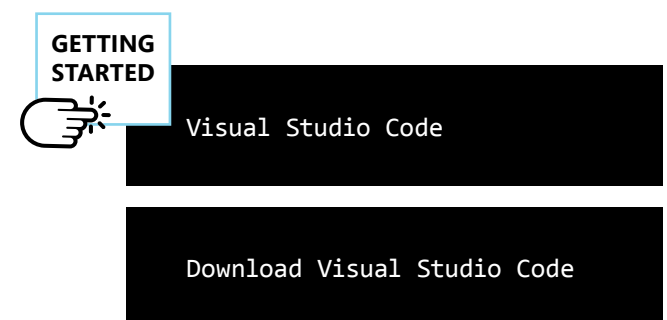 GETTING
STARTED
Visual Studio Code
Download Visual Studio Code